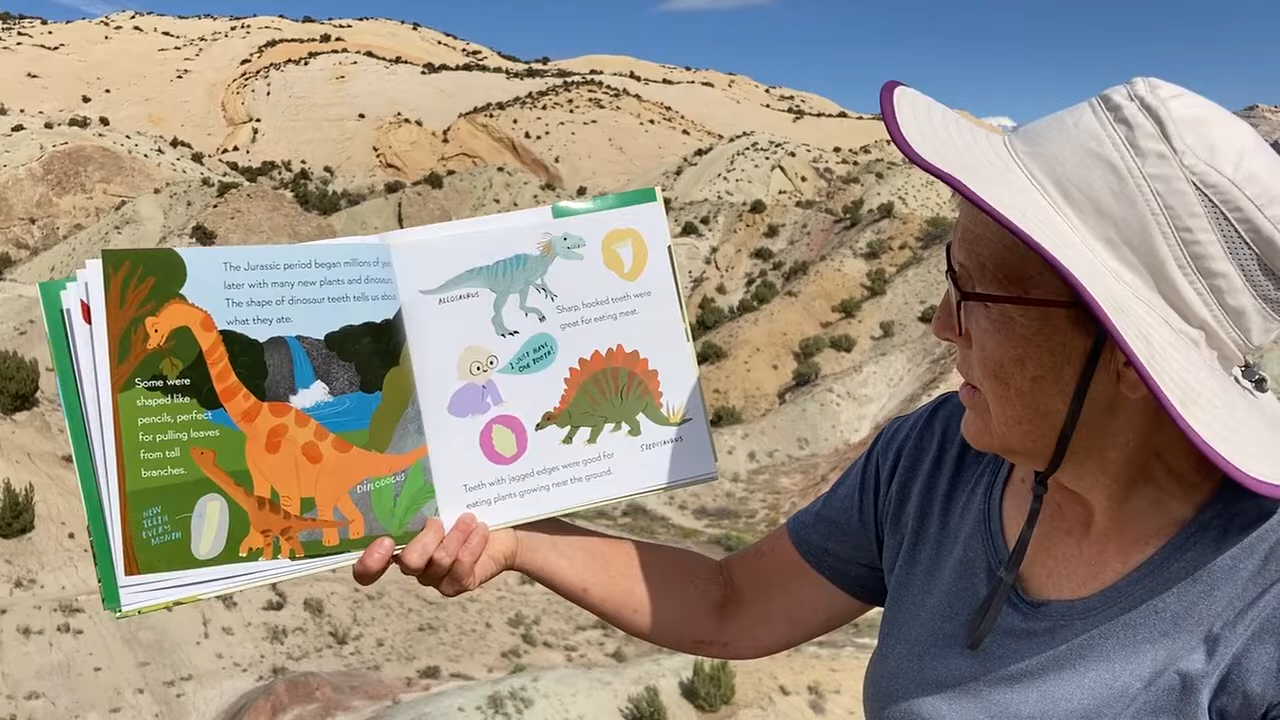 The Jurassic period began millions of
later with many new plants and dinosaurs.
The shape of dinosaur teeth tells us
what they ate.
Some were
shaped like
pencils, perfect
for pulling leaves
from tall
branches.
NEW
TEETH
EVERY
MONTH
DIPLODOCUS
ALLOSAURUS
Sharp, hooked teeth were
great for eating meat.
I JUST HAVE
ONE TOOTH!
STEGOSAURUS
Teeth with jagged edges were good for
eating plants growing near the ground.